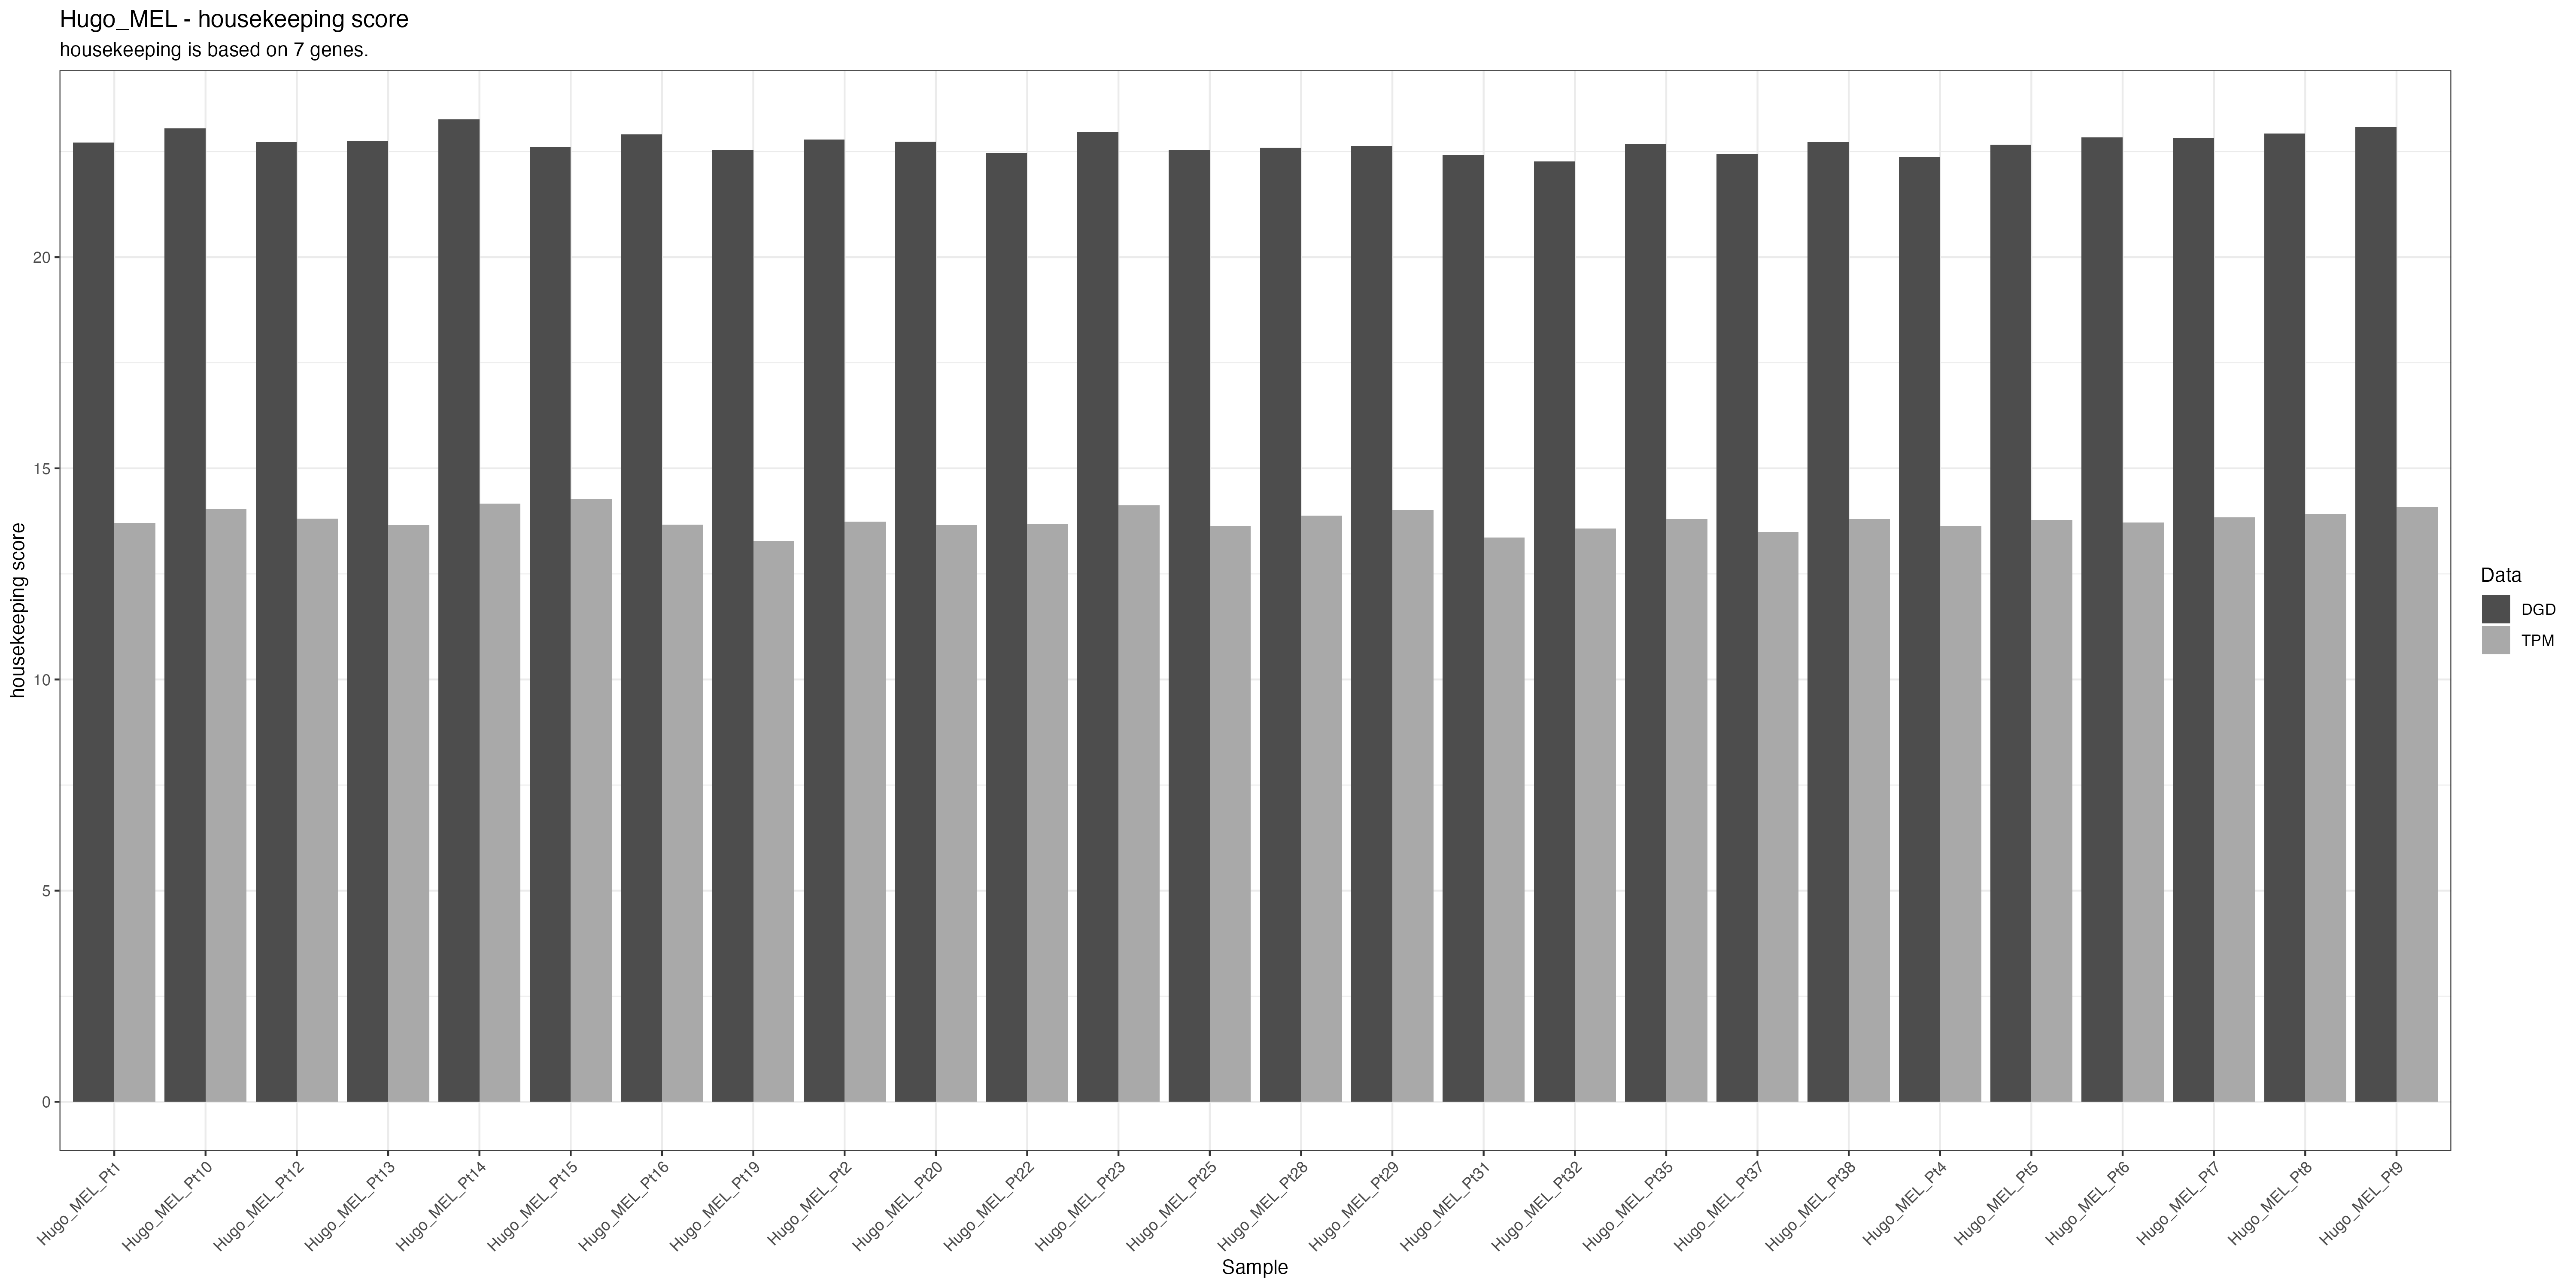 Hugo_MEL - housekeeping score
housekeeping is based on 7 genes.
housekeeping score
20
15
10
5
0
Hugo_MEL_Pt1
Hugo_MEL_Pt10
Hugo_MEL_Pt12
Hugo_MEL_Pt13
Hugo_MEL_Pt14
Hugo_MEL_Pt15
Hugo_MEL_Pt16
Hugo_MEL_Pt19
Hugo_MEL_Pt2
Hugo_MEL_Pt20
Hugo_MEL_Pt22
Hugo_MEL_Pt23
Hugo_MEL_Pt25
Hugo_MEL_Pt28
Hugo_MEL_Pt29
Hugo_MEL_Pt31
Hugo_MEL_Pt32
Hugo_MEL_Pt35
Hugo_MEL_Pt37
Hugo_MEL_Pt38
Hugo_MEL_Pt4
Hugo_MEL_Pt5
Hugo_MEL_Pt6
Hugo_MEL_Pt7
Hugo_MEL_Pt8
Hugo_MEL_Pt9
Sample
Data
DGD
TPM